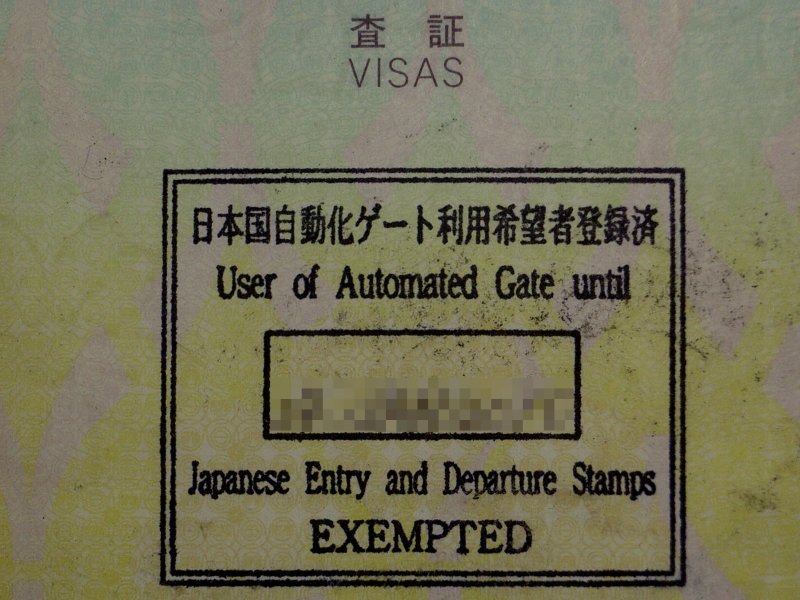 査証
VISAS
日本国自動化ゲート利用希望者登録済
User of Automated Gate until
Japanese Entry and Departure Stamps
EXEMPTED